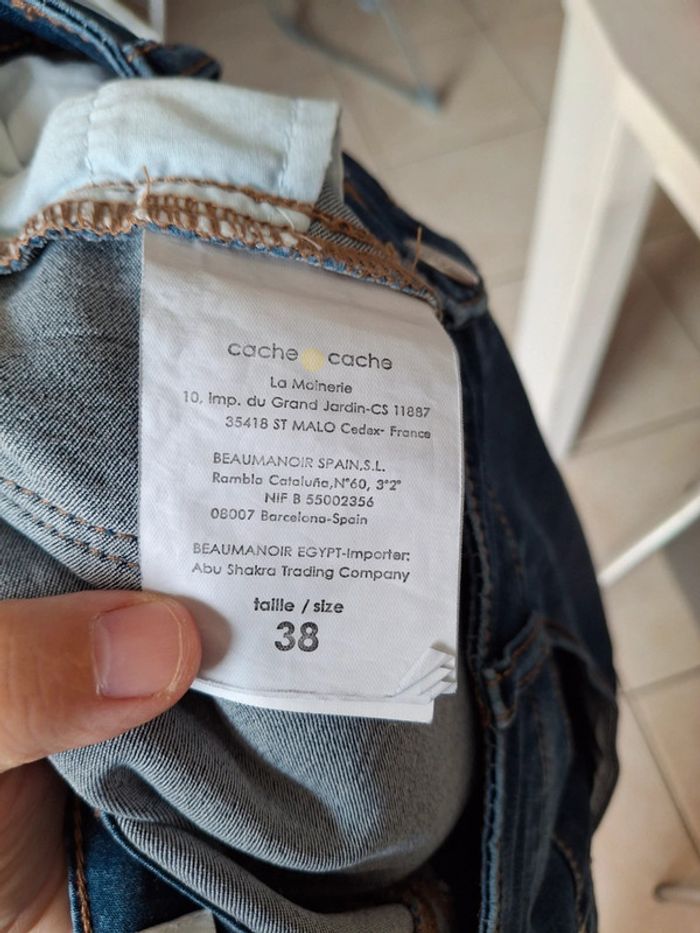 cache cache
La Moinerie
10, Imp. du Grand Jardin-CS 11887
35418 ST MALO Cedex- France
BEAUMANOIR SPAIN,S.L.
Rambla Cataluña,N°60, 3°2°
NIF B 55002356
08007 Barcelona-Spain
BEAUMANOIR EGYPT-Importer:
Abu Shakra Trading Company
taille / size
38